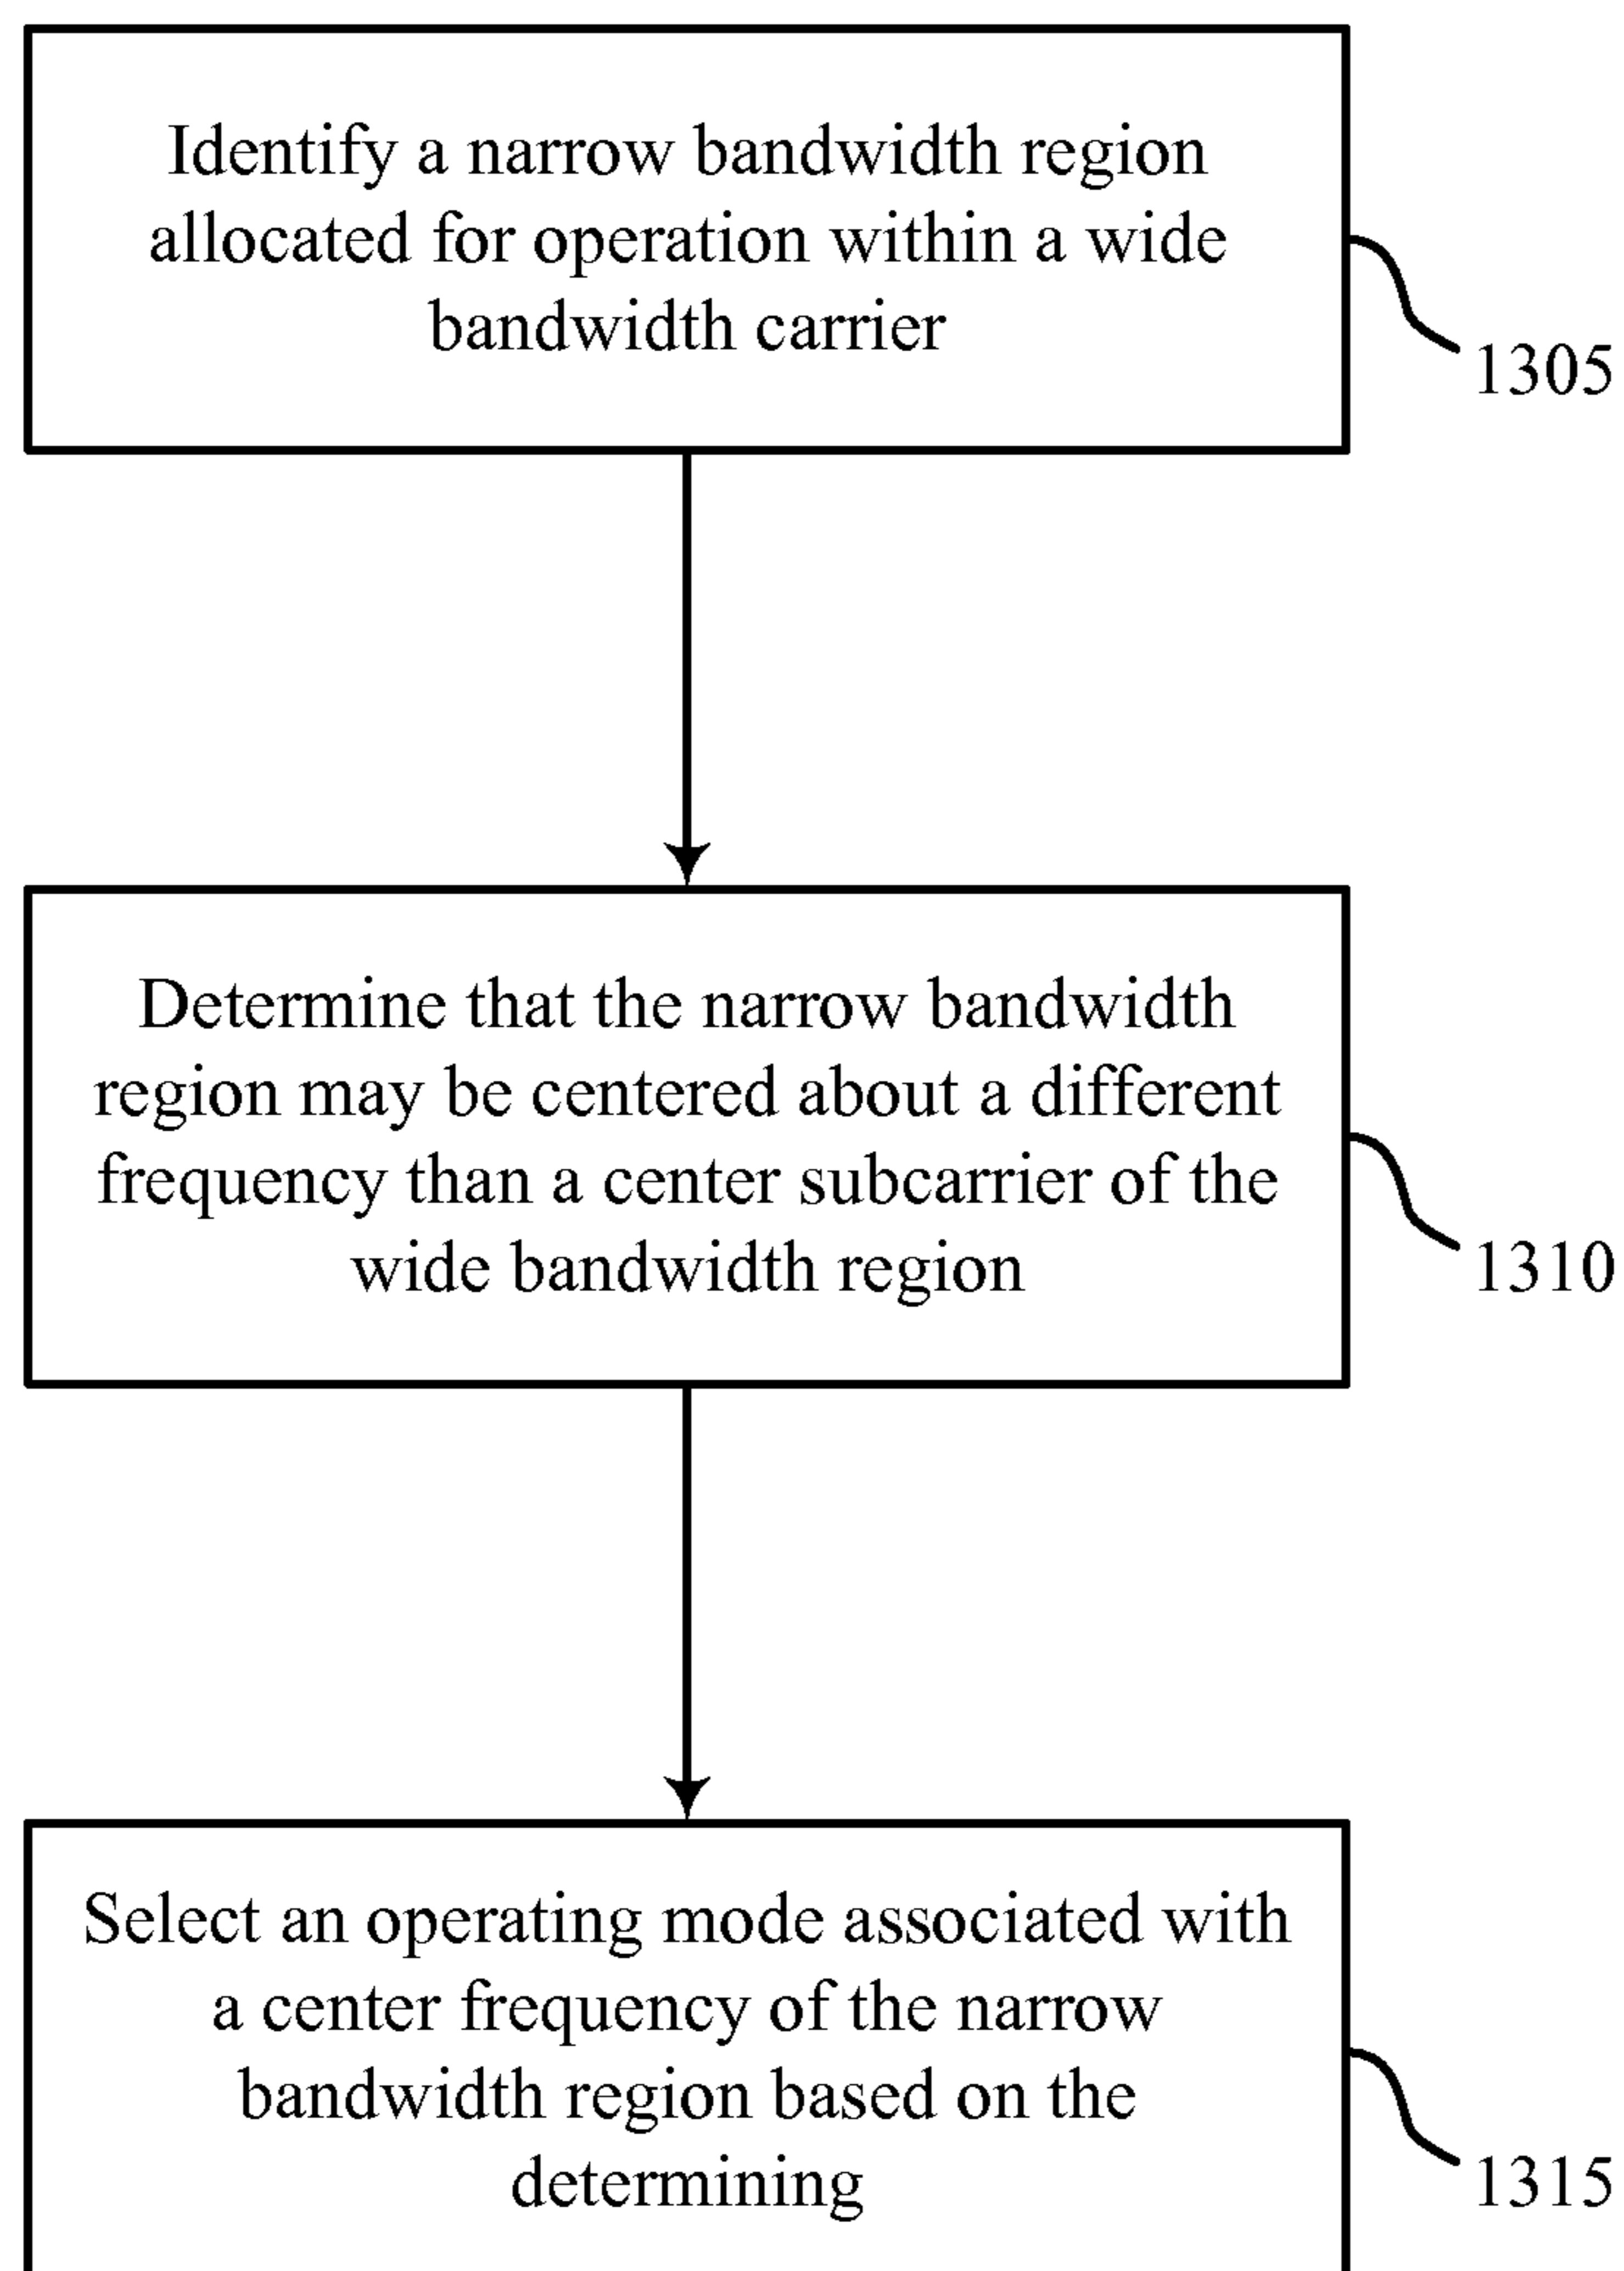 Identify a narrow bandwidth region
allocated for operation within a wide
bandwidth carrier
1305
Determine that the narrow bandwidth
region may be centered about a different
frequency than a center subcarrier of the
wide bandwidth region
1310
Select an operating mode associated with
a center frequency of the narrow
bandwidth region based on the
determining
1315